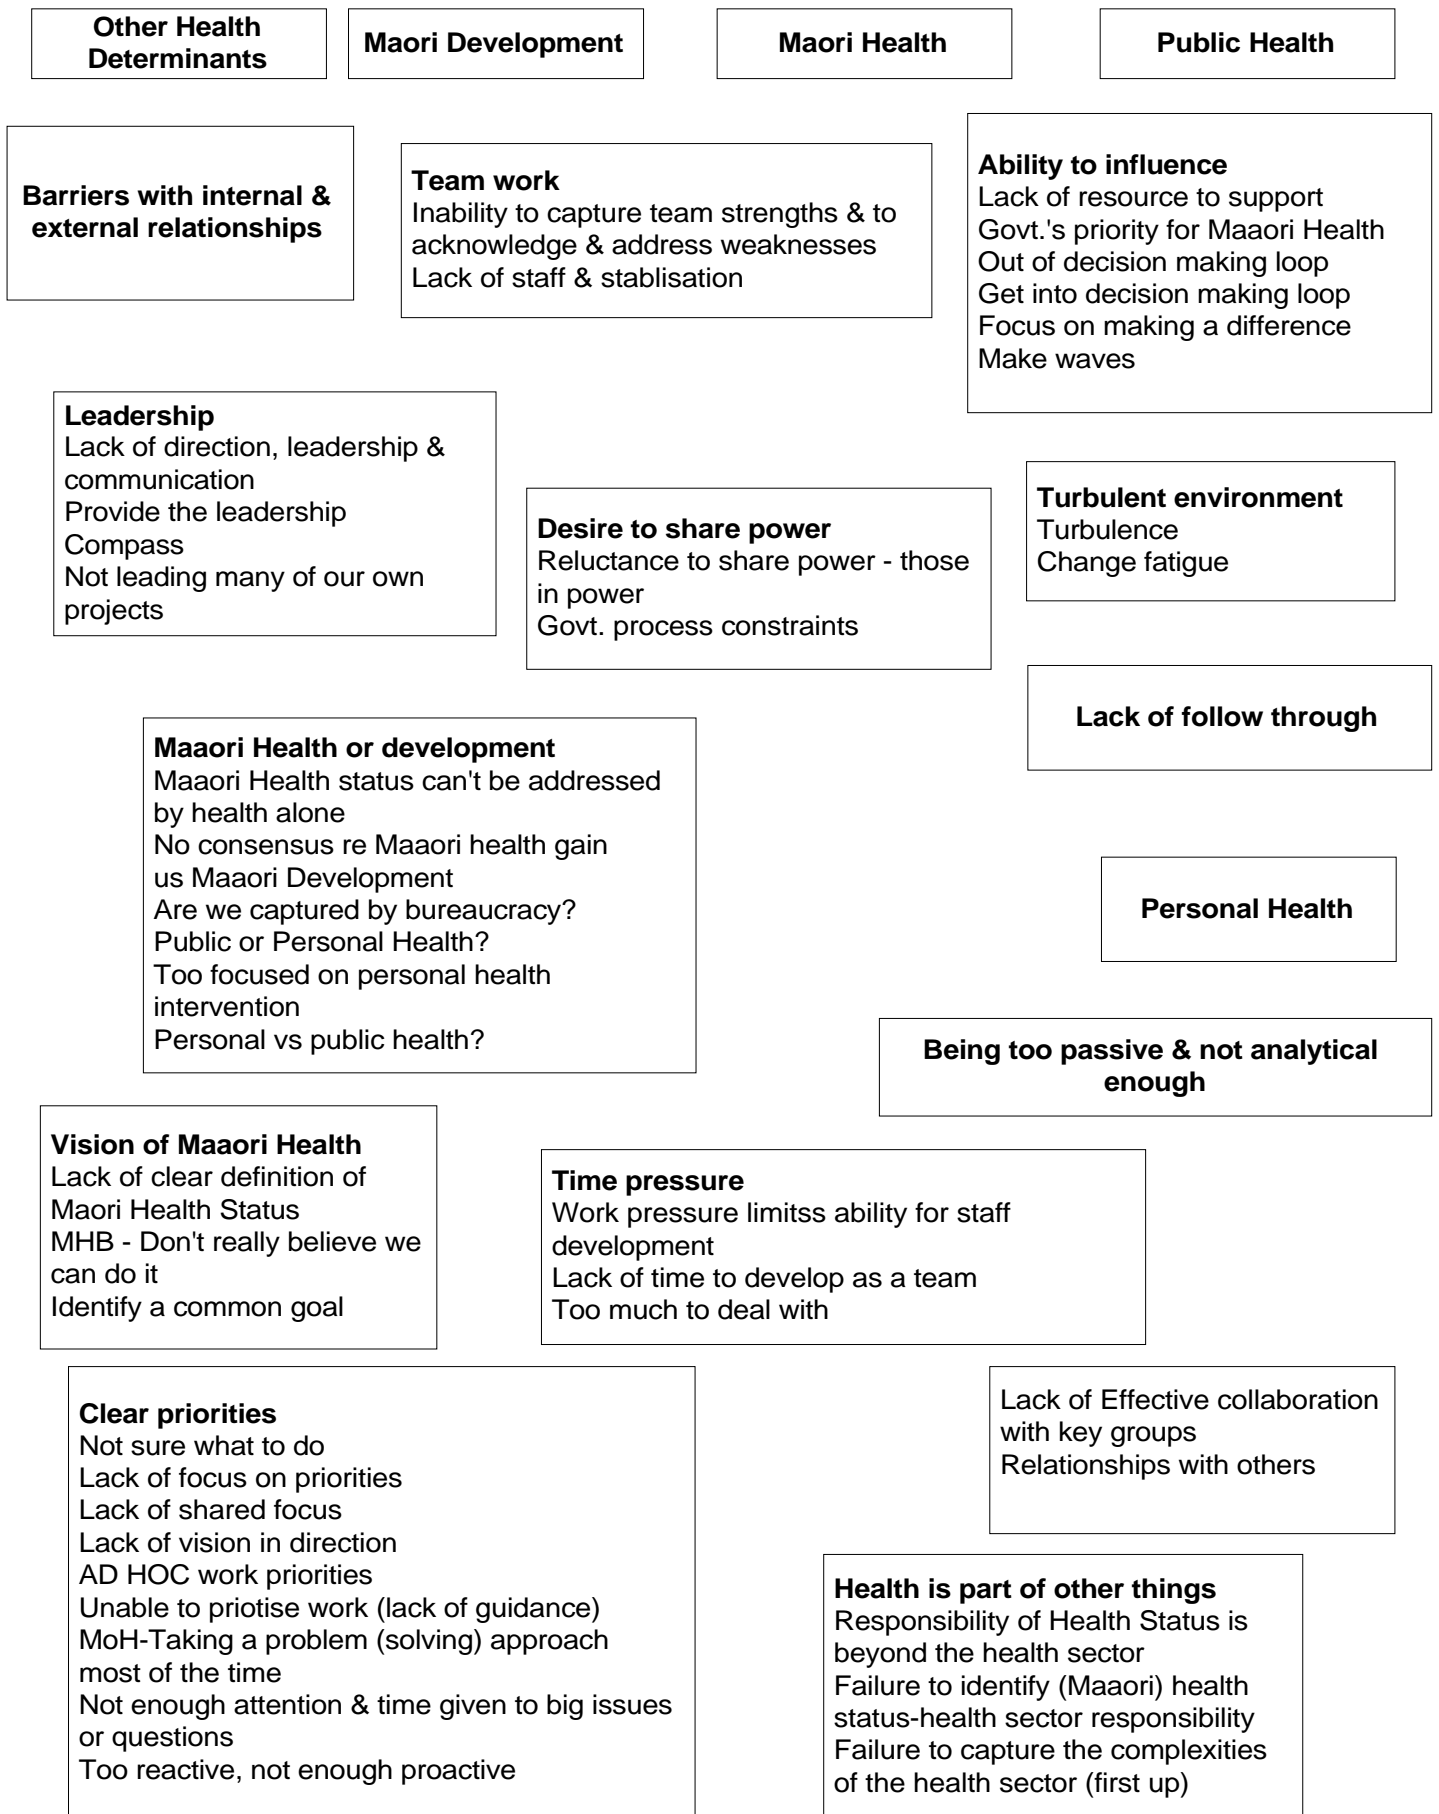 Other Health
Determinants
Maori Development
Maori Health
Public Health
Barriers with internal &
external relationships
Team work
Inability to capture team strengths & to
acknowledge & address weaknesses
Lack of staff & stablisation
Ability to influence
Lack of resource to support
Govt.'s priority for Maaori Health
Out of decision making loop
Get into decision making loop
Focus on making a difference
Make waves
Leadership
Lack of direction, leadership &
communication
Provide the leadership
Compass
Not leading many of our own
projects
Desire to share power
Reluctance to share power - those
in power
Govt. process constraints
Turbulent environment
Turbulence
Change fatigue
Lack of follow through
Maaori Health or development
Maaori Health status can't be addressed
by health alone
No consensus re Maaori health gain
us Maaori Development
Are we captured by bureaucracy?
Public or Personal Health?
Too focused on personal health
intervention
Personal vs public health?
Personal Health
Being too passive & not analytical
enough
Vision of Maaori Health
Lack of clear definition of
Maori Health Status
MHB - Don't really believe we
can do it
Identify a common goal
Time pressure
Work pressure limitss ability for staff
development
Lack of time to develop as a team
Too much to deal with
Clear priorities
Not sure what to do
Lack of focus on priorities
Lack of shared focus
Lack of vision in direction
AD HOC work priorities
Unable to priotise work (lack of guidance)
MoH-Taking a problem (solving) approach
most of the time
Not enough attention & time given to big issues
or questions
Too reactive, not enough proactive
Lack of Effective collaboration
with key groups
Relationships with others
Health is part of other things
Responsibility of Health Status is
beyond the health sector
Failure to identify (Maaori) health
status-health sector responsibility
Failure to capture the complexities
of the health sector (first up)